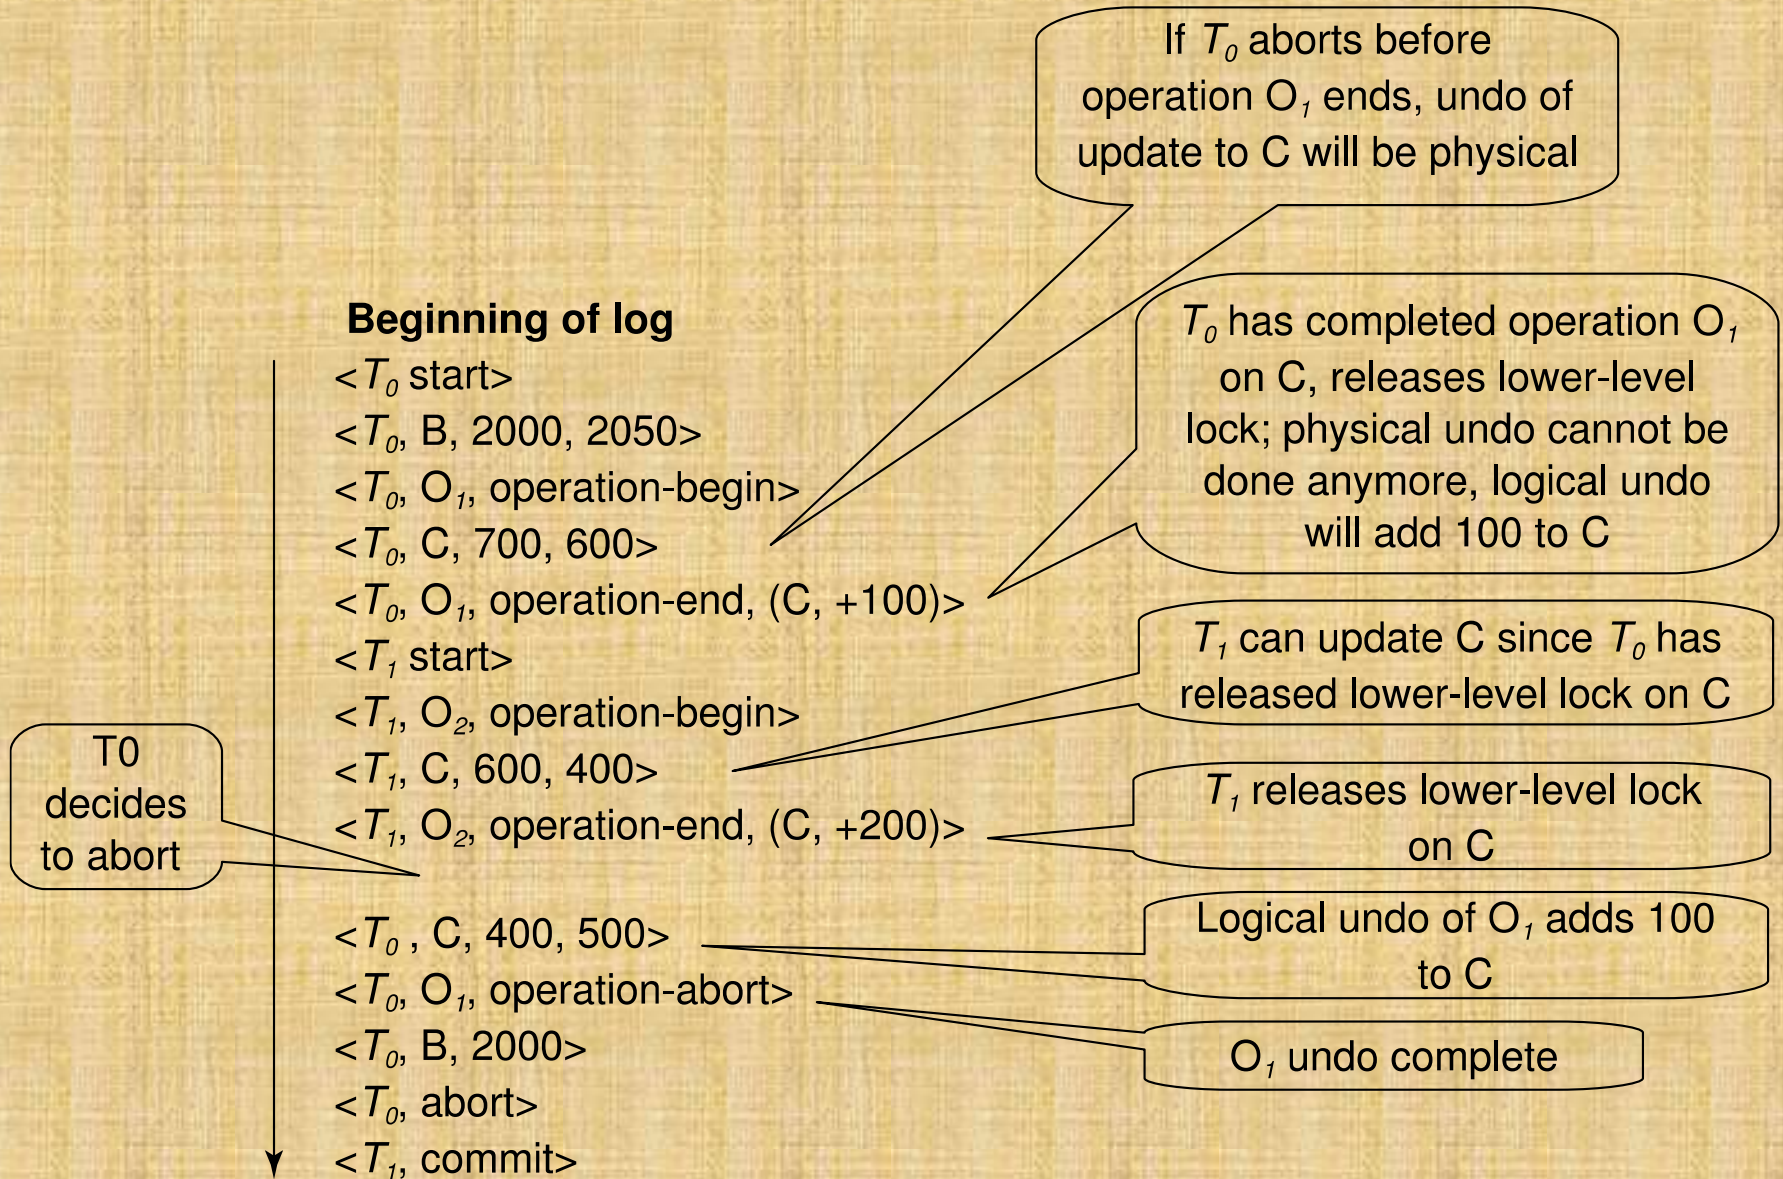 If T₀ aborts before
operation O₁ ends, undo of
update to C will be physical
Beginning of log
<T₀ start>
<T₀, B, 2000, 2050>
<T₀, O₁, operation-begin>
<T₀, C, 700, 600>
<T₀, O₁, operation-end, (C, +100)>
<T₁ start>
<T₁, O₂, operation-begin>
<T₁, C, 600, 400>
<T₁, O₂, operation-end, (C, +200)>
<T₀ , C, 400, 500>
<T₀, O₁, operation-abort>
<T₀, B, 2000>
<T₀, abort>
<T₁, commit>
T₀ has completed operation O₁
on C, releases lower-level
lock; physical undo cannot be
done anymore, logical undo
will add 100 to C
T₁ can update C since T₀ has
released lower-level lock on C
T₁ releases lower-level lock
on C
Logical undo of O₁ adds 100
to C
O₁ undo complete
T0
decides
to abort